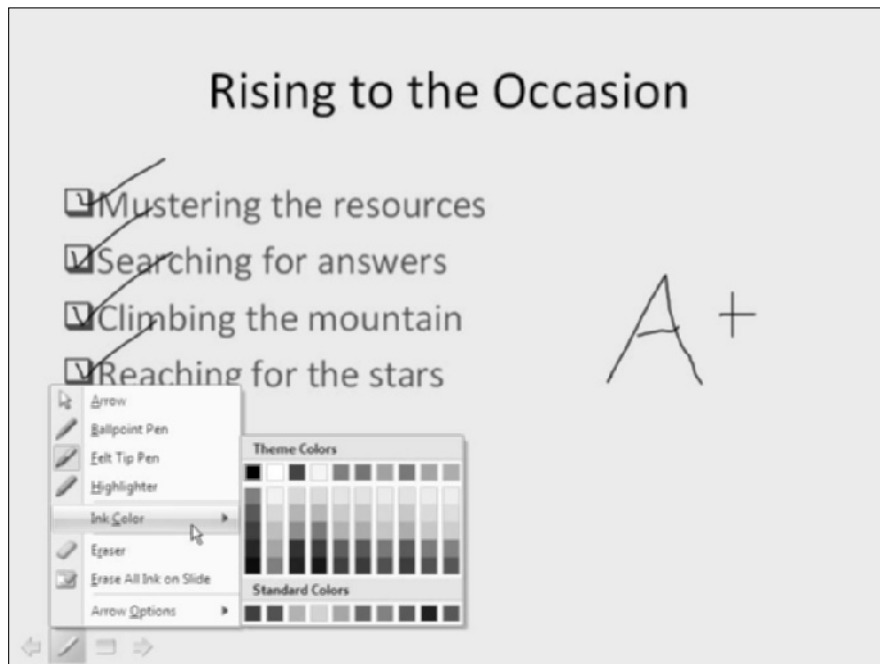 Rising to the Occasion
Mustering the resources
Searching for answers
Climbing the mountain
Reaching for the stars
A+
Arrow
Ballpoint Pen
Felt Tip Pen
Highlighter
Ink Color
Eraser
Erase All Ink on Slide
Arrow Options
Theme Colors
Standard Colors